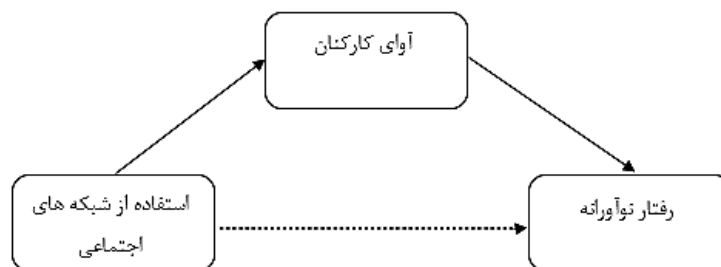 آوای کارکنان
استفاده از شبکه های
اجتماعی
رفتار نوآورانه